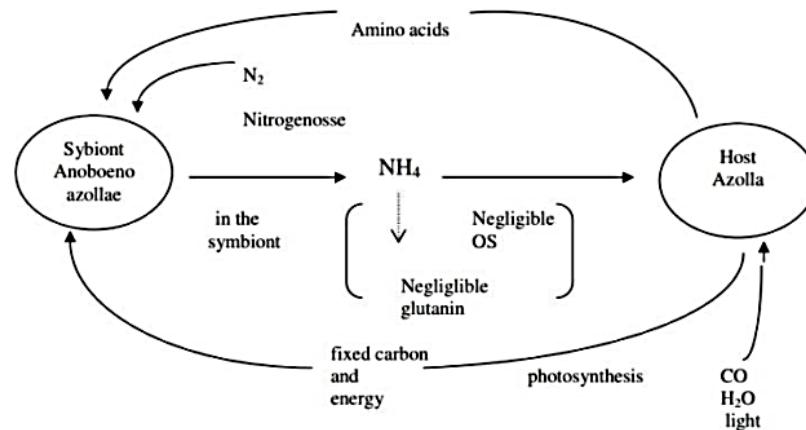 Amino acids
N₂
Nitrogenosse
Sybiont
Anoboeno
azollae
NH₄
Host
Azolla
in the
symbiont
Negligible
OS
Negliglible
glutanin
fixed carbon
and
energy
photosynthesis
CO
H₂O
light